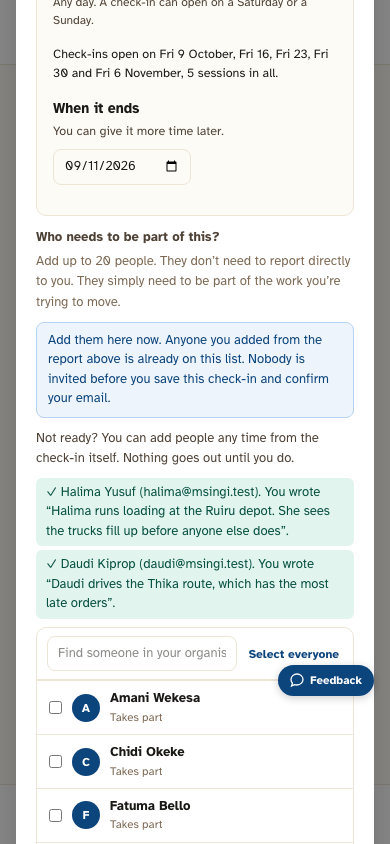 Any day. A check-in can open on a Saturday or a
Sunday.
Check-ins open on Fri 9 October, Fri 16, Fri 23, Fri
30 and Fri 6 November, 5 sessions in all.
When it ends
You can give it more time later.
09/11/2026
Who needs to be part of this?
Add up to 20 people. They don’t need to report directly
to you. They simply need to be part of the work you’re
trying to move.
Add them here now. Anyone you added from the
report above is already on this list. Nobody is
invited before you save this check-in and confirm
your email.
Not ready? You can add people any time from the
check-in itself. Nothing goes out until you do.
✓ Halima Yusuf (halima@msingi.test). You wrote
“Halima runs loading at the Ruiru depot. She sees
the trucks fill up before anyone else does”.
✓ Daudi Kiprop (daudi@msingi.test). You wrote
“Daudi drives the Thika route, which has the most
late orders”.
Find someone in your organis
Select everyone
Feedback
A
Amani Wekesa
Takes part
C
Chidi Okeke
Takes part
F
Fatuma Bello
Takes part